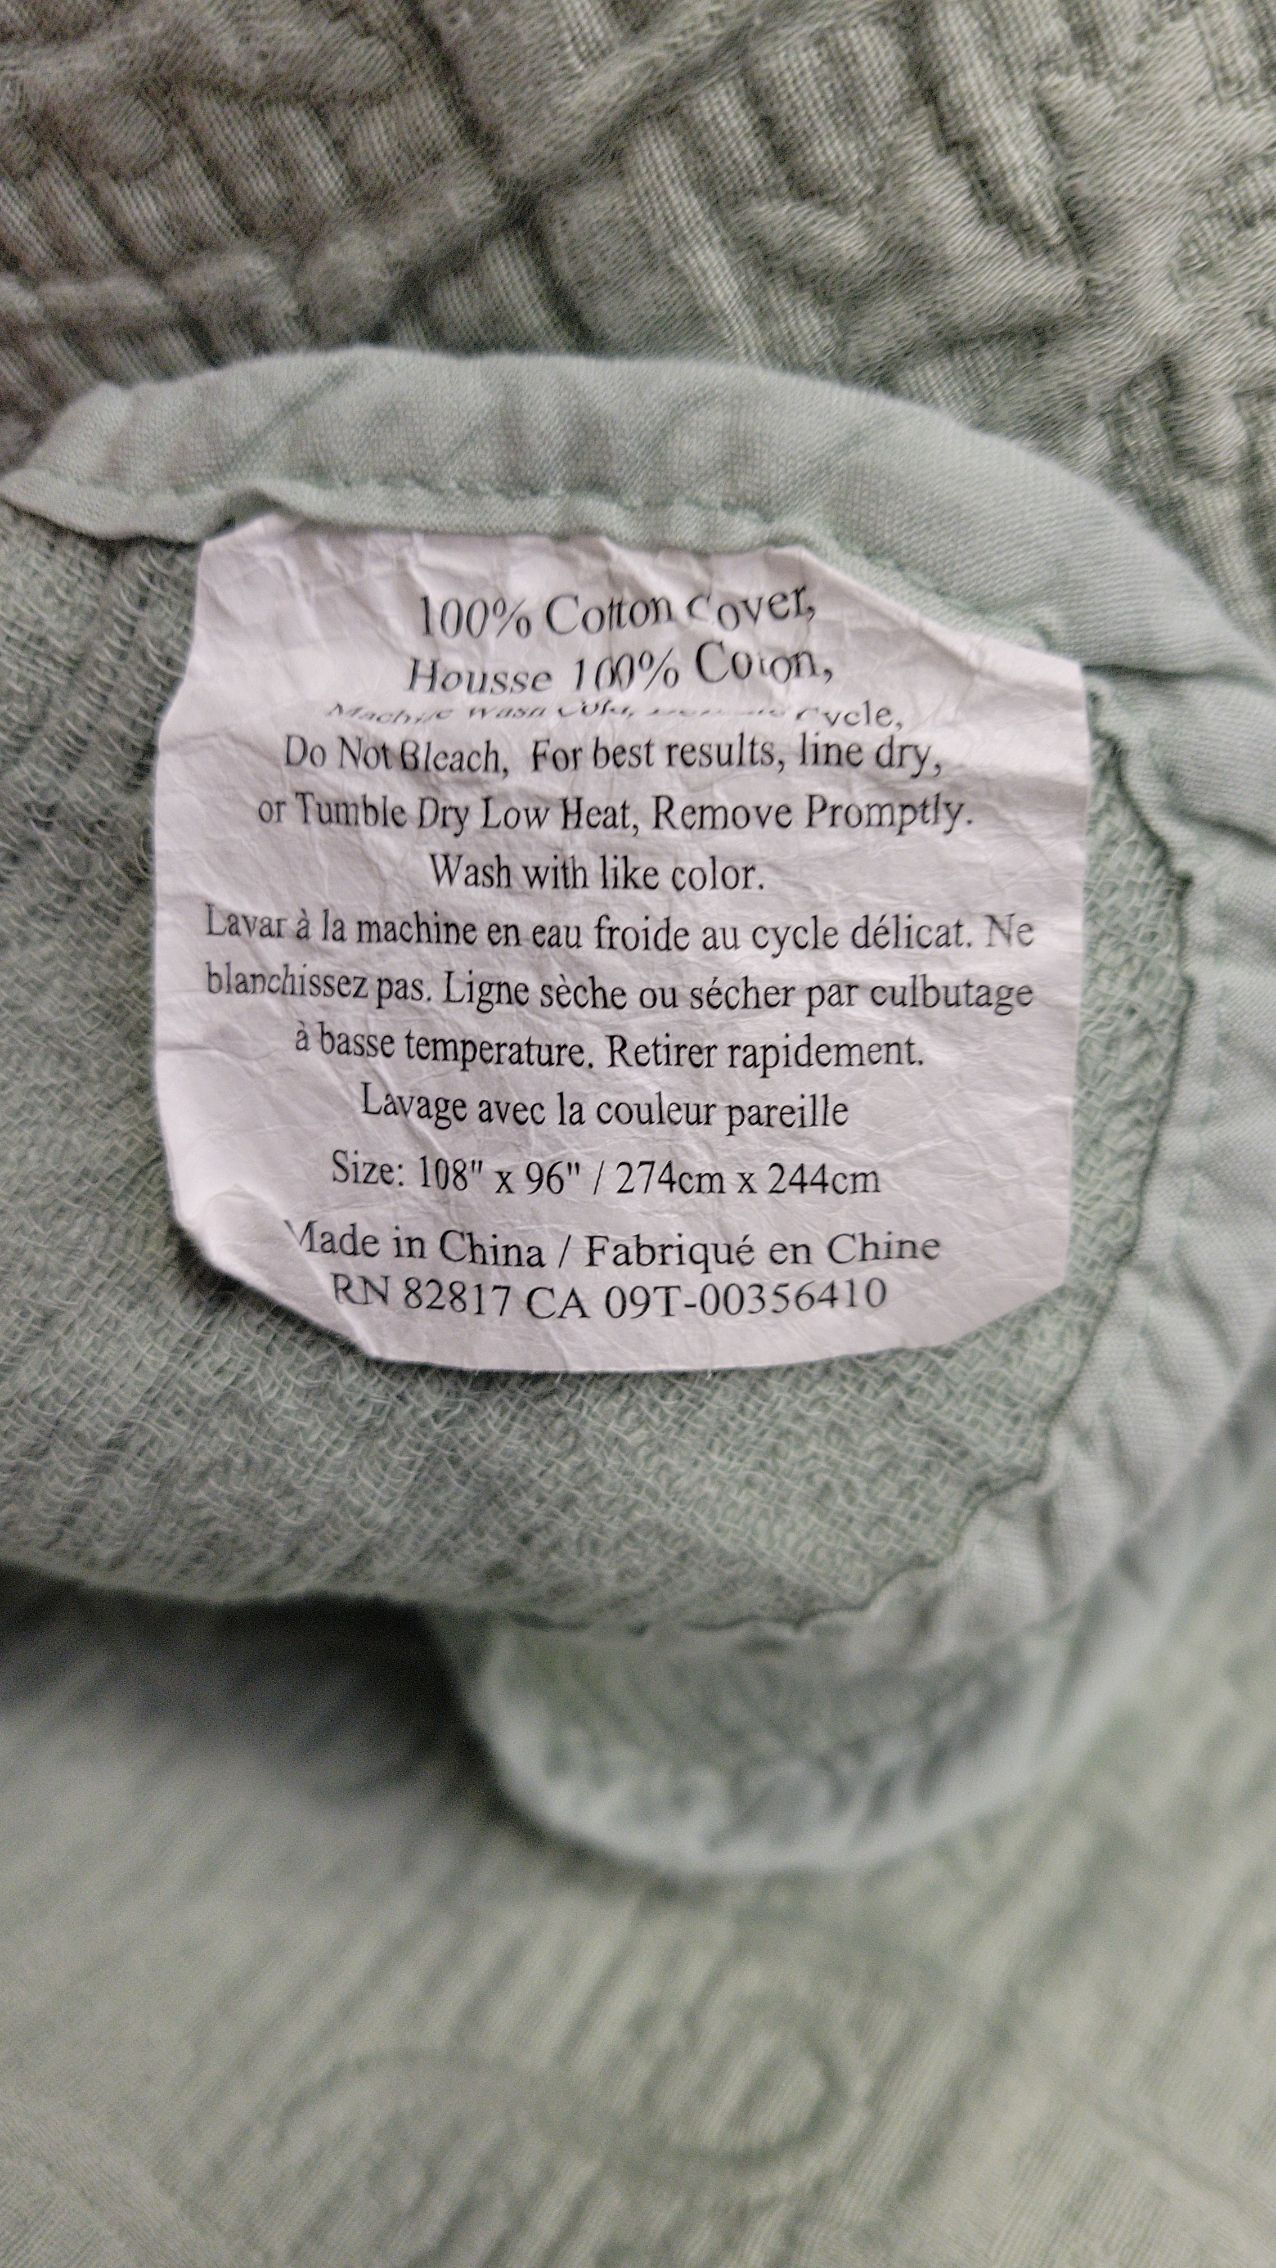 100% Cotton Cover,
Housse 100% Coton,
Machine Wash Cold, Cycle,
Do Not Bleach, For best results, line dry,
or Tumble Dry Low Heat, Remove Promptly.
Wash with like color.
Lavar à la machine en eau froide au cycle délicat. Ne
blanchissez pas. Ligne sèche ou sécher par culbutage
à basse temperature. Retirer rapidement.
Lavage avec la couleur pareille
Size: 108" x 96" / 274cm x 244cm
Made in China / Fabriqué en Chine
RN 82817 CA 09T-00356410